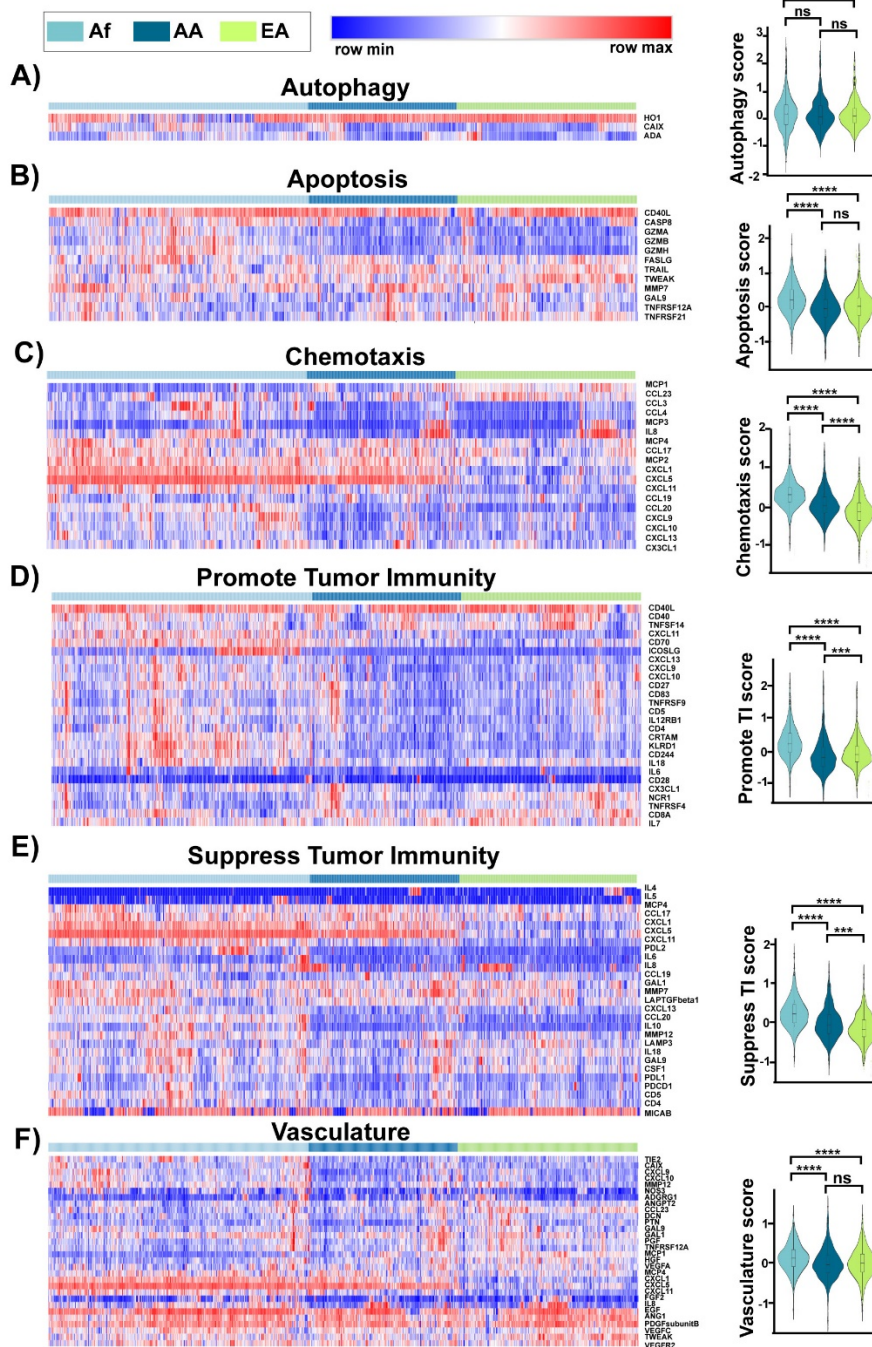 Af AA EA
row min row max
A) Autophagy
HO1
CAIX
ADA
ns ns
3
2
1
0
-1
-2
Autophagy score
B) Apoptosis
CD40L
CASP8
GZMA
GZMB
GZMH
FASLG
TRAIL
TWEAK
MMP7
GAL9
TNFRSF12A
TNFRSF21
****
**** ns
2
1
0
-1
Apoptosis score
C) Chemotaxis
MCP1
CCL23
CCL3
CCL4
MCP3
IL8
MCP4
CCL17
MCP2
CXCL1
CXCL5
CXCL11
CCL19
CCL20
CXCL9
CXCL10
CXCL13
CX3CL1
****
**** ****
2
1
0
-1
Chemotaxis score
D) Promote Tumor Immunity
CD40L
CD40
TNFSF14
CXCL11
CD70
ICOSLG
CXCL13
CXCL9
CXCL10
CD27
CD83
TNFRSF9
CD5
IL12RB1
CD4
CRTAM
KLRD1
CD244
IL18
IL6
CD28
CX3CL1
NCR1
TNFRSF4
CD8A
IL7
****
**** ***
2
1
0
-1
Promote TI score
E) Suppress Tumor Immunity
IL4
IL5
MCP4
CCL17
CXCL1
CXCL5
CXCL11
PDL2
IL6
IL8
CCL19
GAL1
MMP7
LAPTGFbeta1
CXCL13
CCL20
IL10
MMP12
LAMP3
IL18
GAL9
CSF1
PDL1
PDCD1
CD5
CD4
MICAB
****
**** ***
2
1
0
-1
Suppress TI score
F) Vasculature
TIE2
CAIX
CXCL9
CXCL10
MMP12
NOS3
ADGRG1
ANGPT2
CCL23
DCN
PTN
GAL9
GAL1
PGF
TNFRSF12A
MCP1
HGF
VEGFA
MCP4
CXCL1
CXCL5
CXCL11
FGF2
IL8
EGF
ANG1
PDGFsubunitB
VEGFC
TWEAK
VEGFR2
****
**** ns
2
1
0
-1
Vasculature score